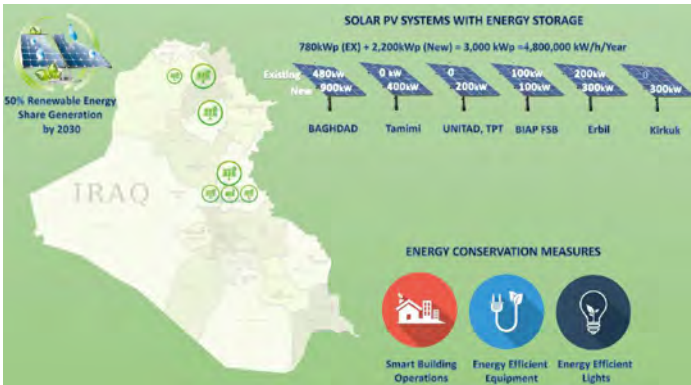 SOLAR PV SYSTEMS WITH ENERGY STORAGE
780kWp (EX) + 2,200kWp (New) = 3,000 kWp =4,800,000 kW/h/Year
50% Renewable Energy
Share Generation
by 2030
Existing 480kw 0 kw 0 100kw 200kw 0
New 900kw 400kw 200kw 100kw 300kw 300kw
BAGHDAD Tamimi UNITAD, TPT BIAP FSB Erbil Kirkuk
IRAQ
ENERGY CONSERVATION MEASURES
Smart Building
Operations
Energy Efficient
Equipment
Energy Efficient
Lights